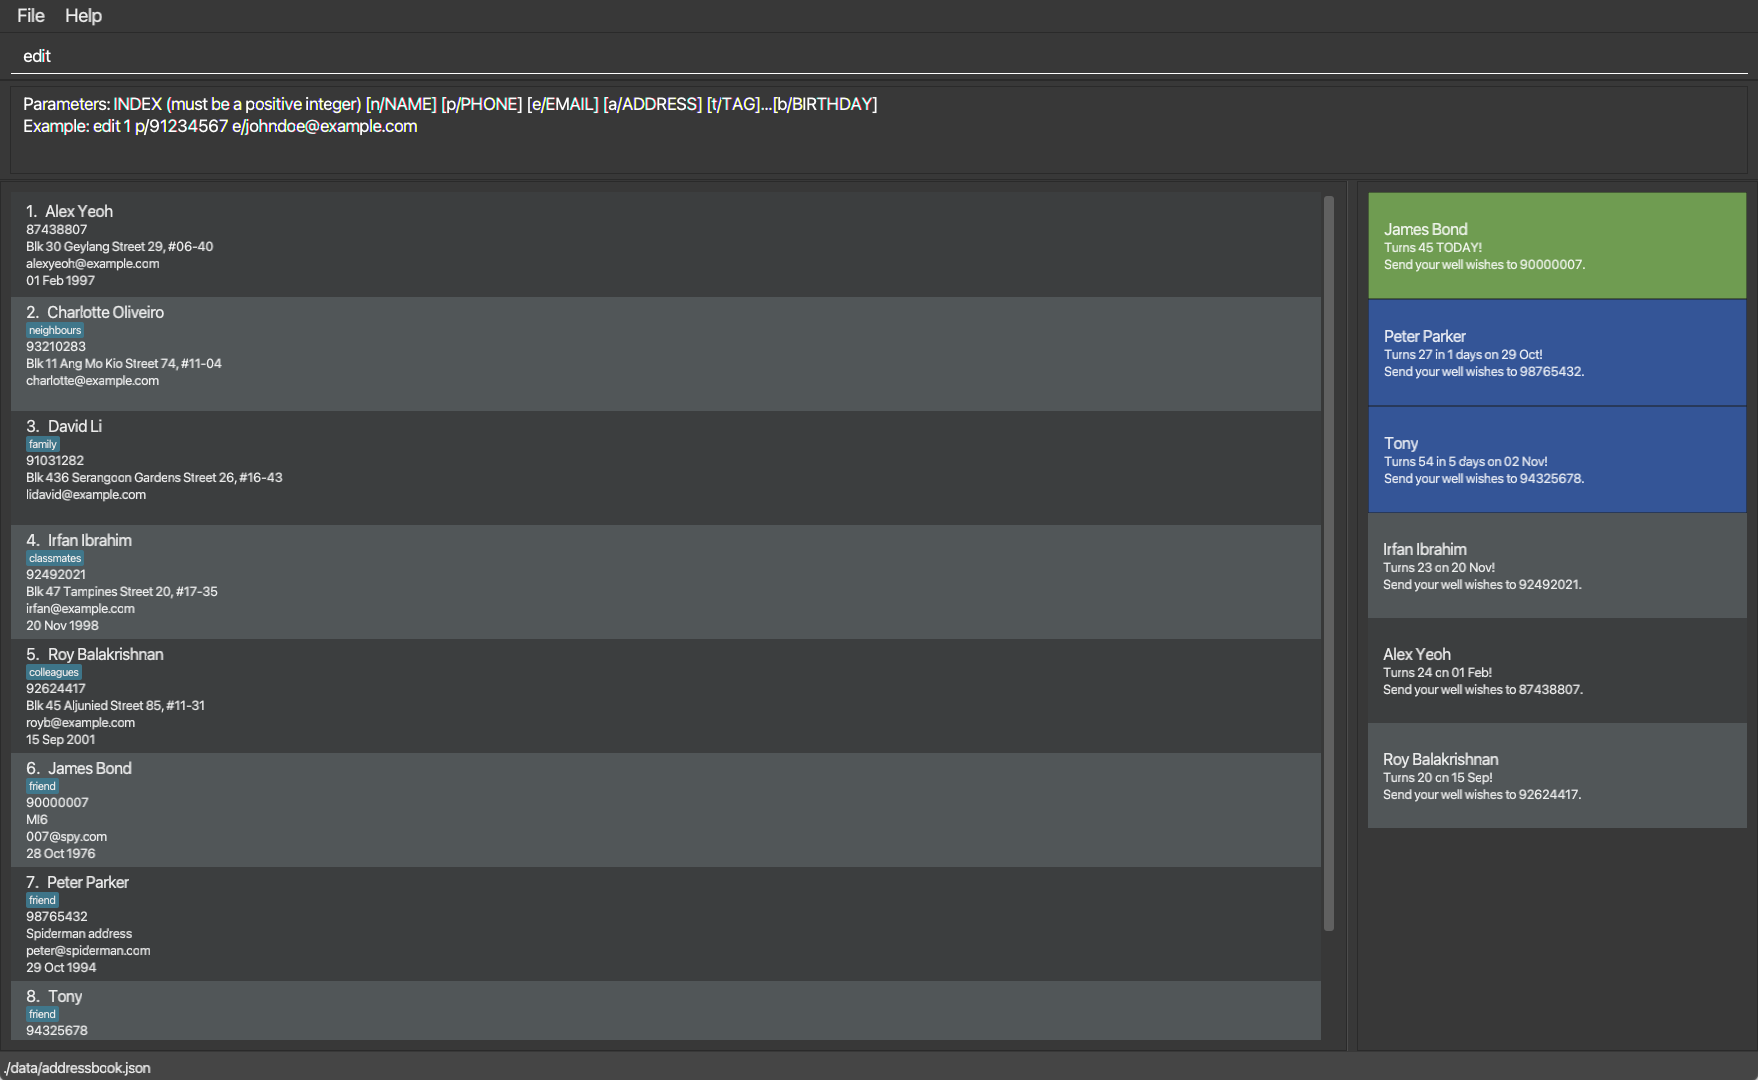 File Help
edit
Parameters: INDEX (must be a positive integer) [n/NAME] [p/PHONE] [e/EMAIL] [a/ADDRESS] [t/TAG]...[b/BIRTHDAY]
Example: edit 1 p/91234567 e/johndoe@example.com
1. Alex Yeoh
87438807
Blk 30 Geylang Street 29, #06-40
alexyeoh@example.com
01 Feb 1997
2. Charlotte Oliveiro
neighbours
93210283
Blk 11 Ang Mo Kio Street 74, #11-04
charlotte@example.com
3. David Li
family
91031282
Blk 436 Serangoon Gardens Street 26, #16-43
lidavid@example.com
4. Irfan Ibrahim
classmates
92492021
Blk 47 Tampines Street 20, #17-35
irfan@example.com
20 Nov 1998
5. Roy Balakrishnan
colleagues
92624417
Blk 45 Aljunied Street 85, #11-31
royb@example.com
15 Sep 2001
6. James Bond
friend
90000007
MI6
007@spy.com
28 Oct 1976
7. Peter Parker
friend
98765432
Spiderman address
peter@spiderman.com
29 Oct 1994
8. Tony
friend
94325678
James Bond
Turns 45 TODAY!
Send your well wishes to 90000007.
Peter Parker
Turns 27 in 1 days on 29 Oct!
Send your well wishes to 98765432.
Tony
Turns 54 in 5 days on 02 Nov!
Send your well wishes to 94325678.
Irfan Ibrahim
Turns 23 on 20 Nov!
Send your well wishes to 92492021.
Alex Yeoh
Turns 24 on 01 Feb!
Send your well wishes to 87438807.
Roy Balakrishnan
Turns 20 on 15 Sep!
Send your well wishes to 92624417.
./data/addressbook.json